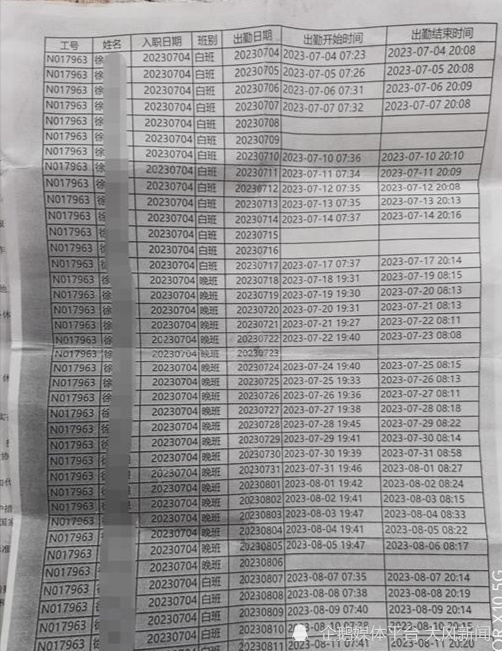 工号 姓名 入职日期 班别 出勤日期 出勤开始时间 出勤结束时间
N017963 徐 20230704 白班 20230704 2023-07-04 07:23 2023-07-04 20:08
N017963 徐 20230704 白班 20230705 2023-07-05 07:26 2023-07-05 20:08
N017963 徐 20230704 白班 20230706 2023-07-06 07:31 2023-07-06 20:09
N017963 徐 20230704 白班 20230707 2023-07-07 07:32 2023-07-07 20:08
N017963 徐 20230704 白班 20230708
N017963 徐 20230704 白班 20230709
N017963 徐 20230704 白班 20230710 2023-07-10 07:36 2023-07-10 20:10
N017963 徐 20230704 白班 20230711 2023-07-11 07:34 2023-07-11 20:09
N017963 徐 20230704 白班 20230712 2023-07-12 07:35 2023-07-12 20:08
N017963 徐 20230704 白班 20230713 2023-07-13 07:35 2023-07-13 20:13
N017963 徐 20230704 白班 20230714 2023-07-14 07:37 2023-07-14 20:16
N017963 徐 20230704 白班 20230715
N017963 徐 20230704 白班 20230716
N017963 徐 20230704 白班 20230717 2023-07-17 07:37 2023-07-17 20:14
N017963 徐 20230704 晚班 20230718 2023-07-18 19:31 2023-07-19 08:15
N017963 徐 20230704 晚班 20230719 2023-07-19 19:30 2023-07-20 08:13
N017963 徐 20230704 晚班 20230720 2023-07-20 19:31 2023-07-21 08:13
N017963 徐 20230704 晚班 20230721 2023-07-21 19:27 2023-07-22 08:11
N017963 徐 20230704 晚班 20230722 2023-07-22 19:40 2023-07-23 08:08
N017963 徐 20230704 晚班 20230723
N017963 徐 20230704 晚班 20230724 2023-07-24 19:40 2023-07-25 08:15
N017963 徐 20230704 晚班 20230725 2023-07-25 19:33 2023-07-26 08:13
N017963 徐 20230704 晚班 20230726 2023-07-26 19:36 2023-07-27 08:11
N017963 徐 20230704 晚班 20230727 2023-07-27 19:38 2023-07-28 08:18
N017963 徐 20230704 晚班 20230728 2023-07-28 19:45 2023-07-29 08:22
N017963 徐 20230704 晚班 20230729 2023-07-29 19:41 2023-07-30 08:14
N017963 徐 20230704 晚班 20230730 2023-07-30 19:39 2023-07-31 08:58
N017963 徐 20230704 晚班 20230731 2023-07-31 19:46 2023-08-01 08:27
N017963 徐 20230704 晚班 20230801 2023-08-01 19:42 2023-08-02 08:24
N017963 徐 20230704 晚班 20230802 2023-08-02 19:41 2023-08-03 08:15
N017963 徐 20230704 晚班 20230803 2023-08-03 19:47 2023-08-04 08:33
N017963 徐 20230704 晚班 20230804 2023-08-04 19:41 2023-08-05 08:22
N017963 徐 20230704 晚班 20230805 2023-08-05 19:47 2023-08-06 08:17
N017963 徐 20230704 晚班 20230806
N017963 徐 20230704 白班 20230807 2023-08-07 07:35 2023-08-07 20:14
N017963 徐 20230704 白班 20230808 2023-08-08 07:38 2023-08-08 20:19
N017963 徐 20230704 白班 20230809 2023-08-09 07:40 2023-08-09 20:14
N017963 徐 20230704 白班 20230810 2023-08-10 20:15
N017963 徐 20230704 白班 20230811 2023-08-11 07:41 2023-08-11 20:20
企鹅媒体平台 大风新闻